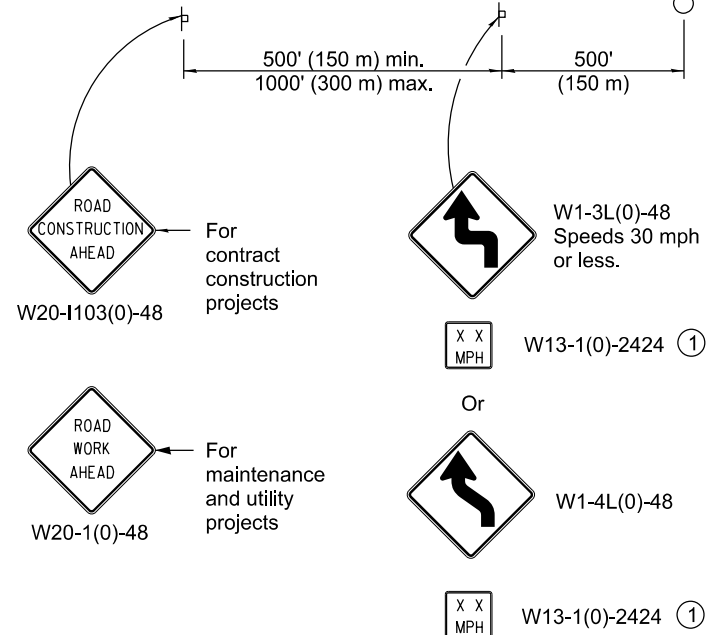 500' (150 m) min.
1000' (300 m) max.
500'
(150 m)
ROAD
CONSTRUCTION
AHEAD
For
contract
construction
projects
W20-I103(0)-48
W1-3L(0)-48
Speeds 30 mph
or less.
X X
MPH
W13-1(0)-2424 1
Or
ROAD
WORK
AHEAD
For
maintenance
and utility
projects
W20-1(0)-48
W1-4L(0)-48
X X
MPH
W13-1(0)-2424 1